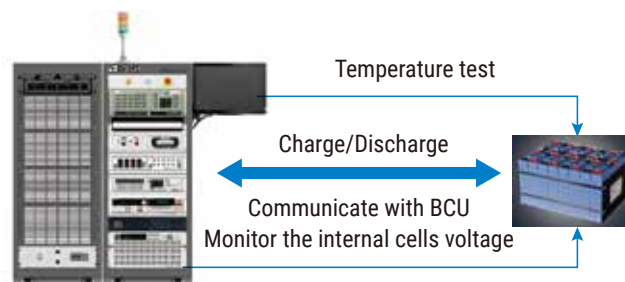 Temperature test
Charge/Discharge
Communicate with BCU
Monitor the internal cells voltage